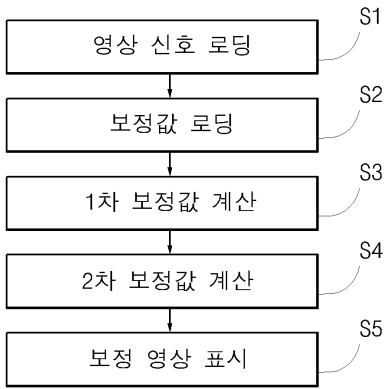 S1
영상 신호 로딩
S2
보정값 로딩
S3
1차 보정값 계산
S4
2차 보정값 계산
S5
보정 영상 표시